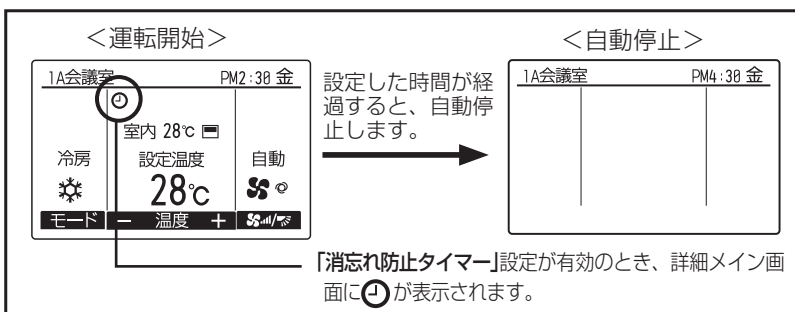 ＜運転開始＞
＜自動停止＞
1A会議室 PM2:30 金
室内 28℃
冷房 設定温度 自動
28℃
モード － 温度 ＋
設定した時間が経
過すると、自動停
止します。
1A会議室 PM4:30 金
「消忘れ防止タイマー」設定が有効のとき、詳細メイン画
面に が表示されます。